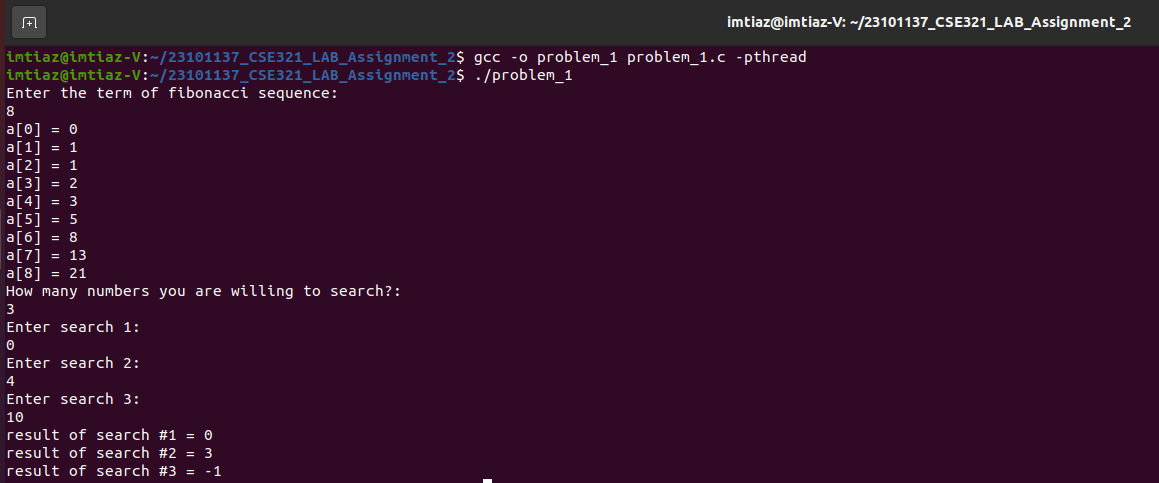 imtiaz@imtiaz-V: ~/23101137_CSE321_LAB_Assignment_2
imtiaz@imtiaz-V:~/23101137_CSE321_LAB_Assignment_2$ gcc -o problem_1 problem_1.c -pthread
imtiaz@imtiaz-V:~/23101137_CSE321_LAB_Assignment_2$ ./problem_1
Enter the term of fibonacci sequence:
8
a[0] = 0
a[1] = 1
a[2] = 1
a[3] = 2
a[4] = 3
a[5] = 5
a[6] = 8
a[7] = 13
a[8] = 21
How many numbers you are willing to search?:
3
Enter search 1:
0
Enter search 2:
4
Enter search 3:
10
result of search #1 = 0
result of search #2 = 3
result of search #3 = -1